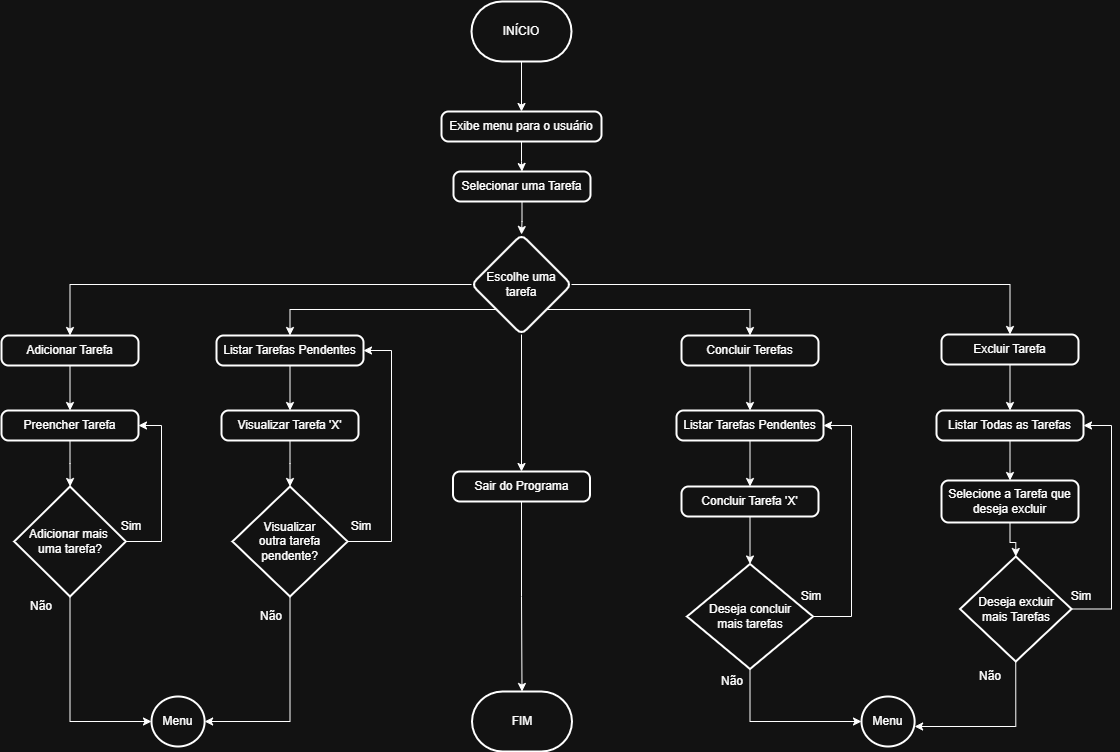 INÍCIO
Exibe menu para o usuário
Selecionar uma Tarefa
Escolhe uma
tarefa
Adicionar Tarefa
Listar Tarefas Pendentes
Concluir Terefas
Excluir Tarefa
Preencher Tarefa
Visualizar Tarefa 'X'
Listar Tarefas Pendentes
Listar Todas as Tarefas
Sair do Programa
Concluir Tarefa 'X'
Selecione a Tarefa que
deseja excluir
Adicionar mais
uma tarefa?
Sim
Visualizar
outra tarefa
pendente?
Sim
Deseja concluir
mais tarefas
Sim
Deseja excluir
mais Tarefas
Sim
Não
Não
Não
Não
Menu
FIM
Menu